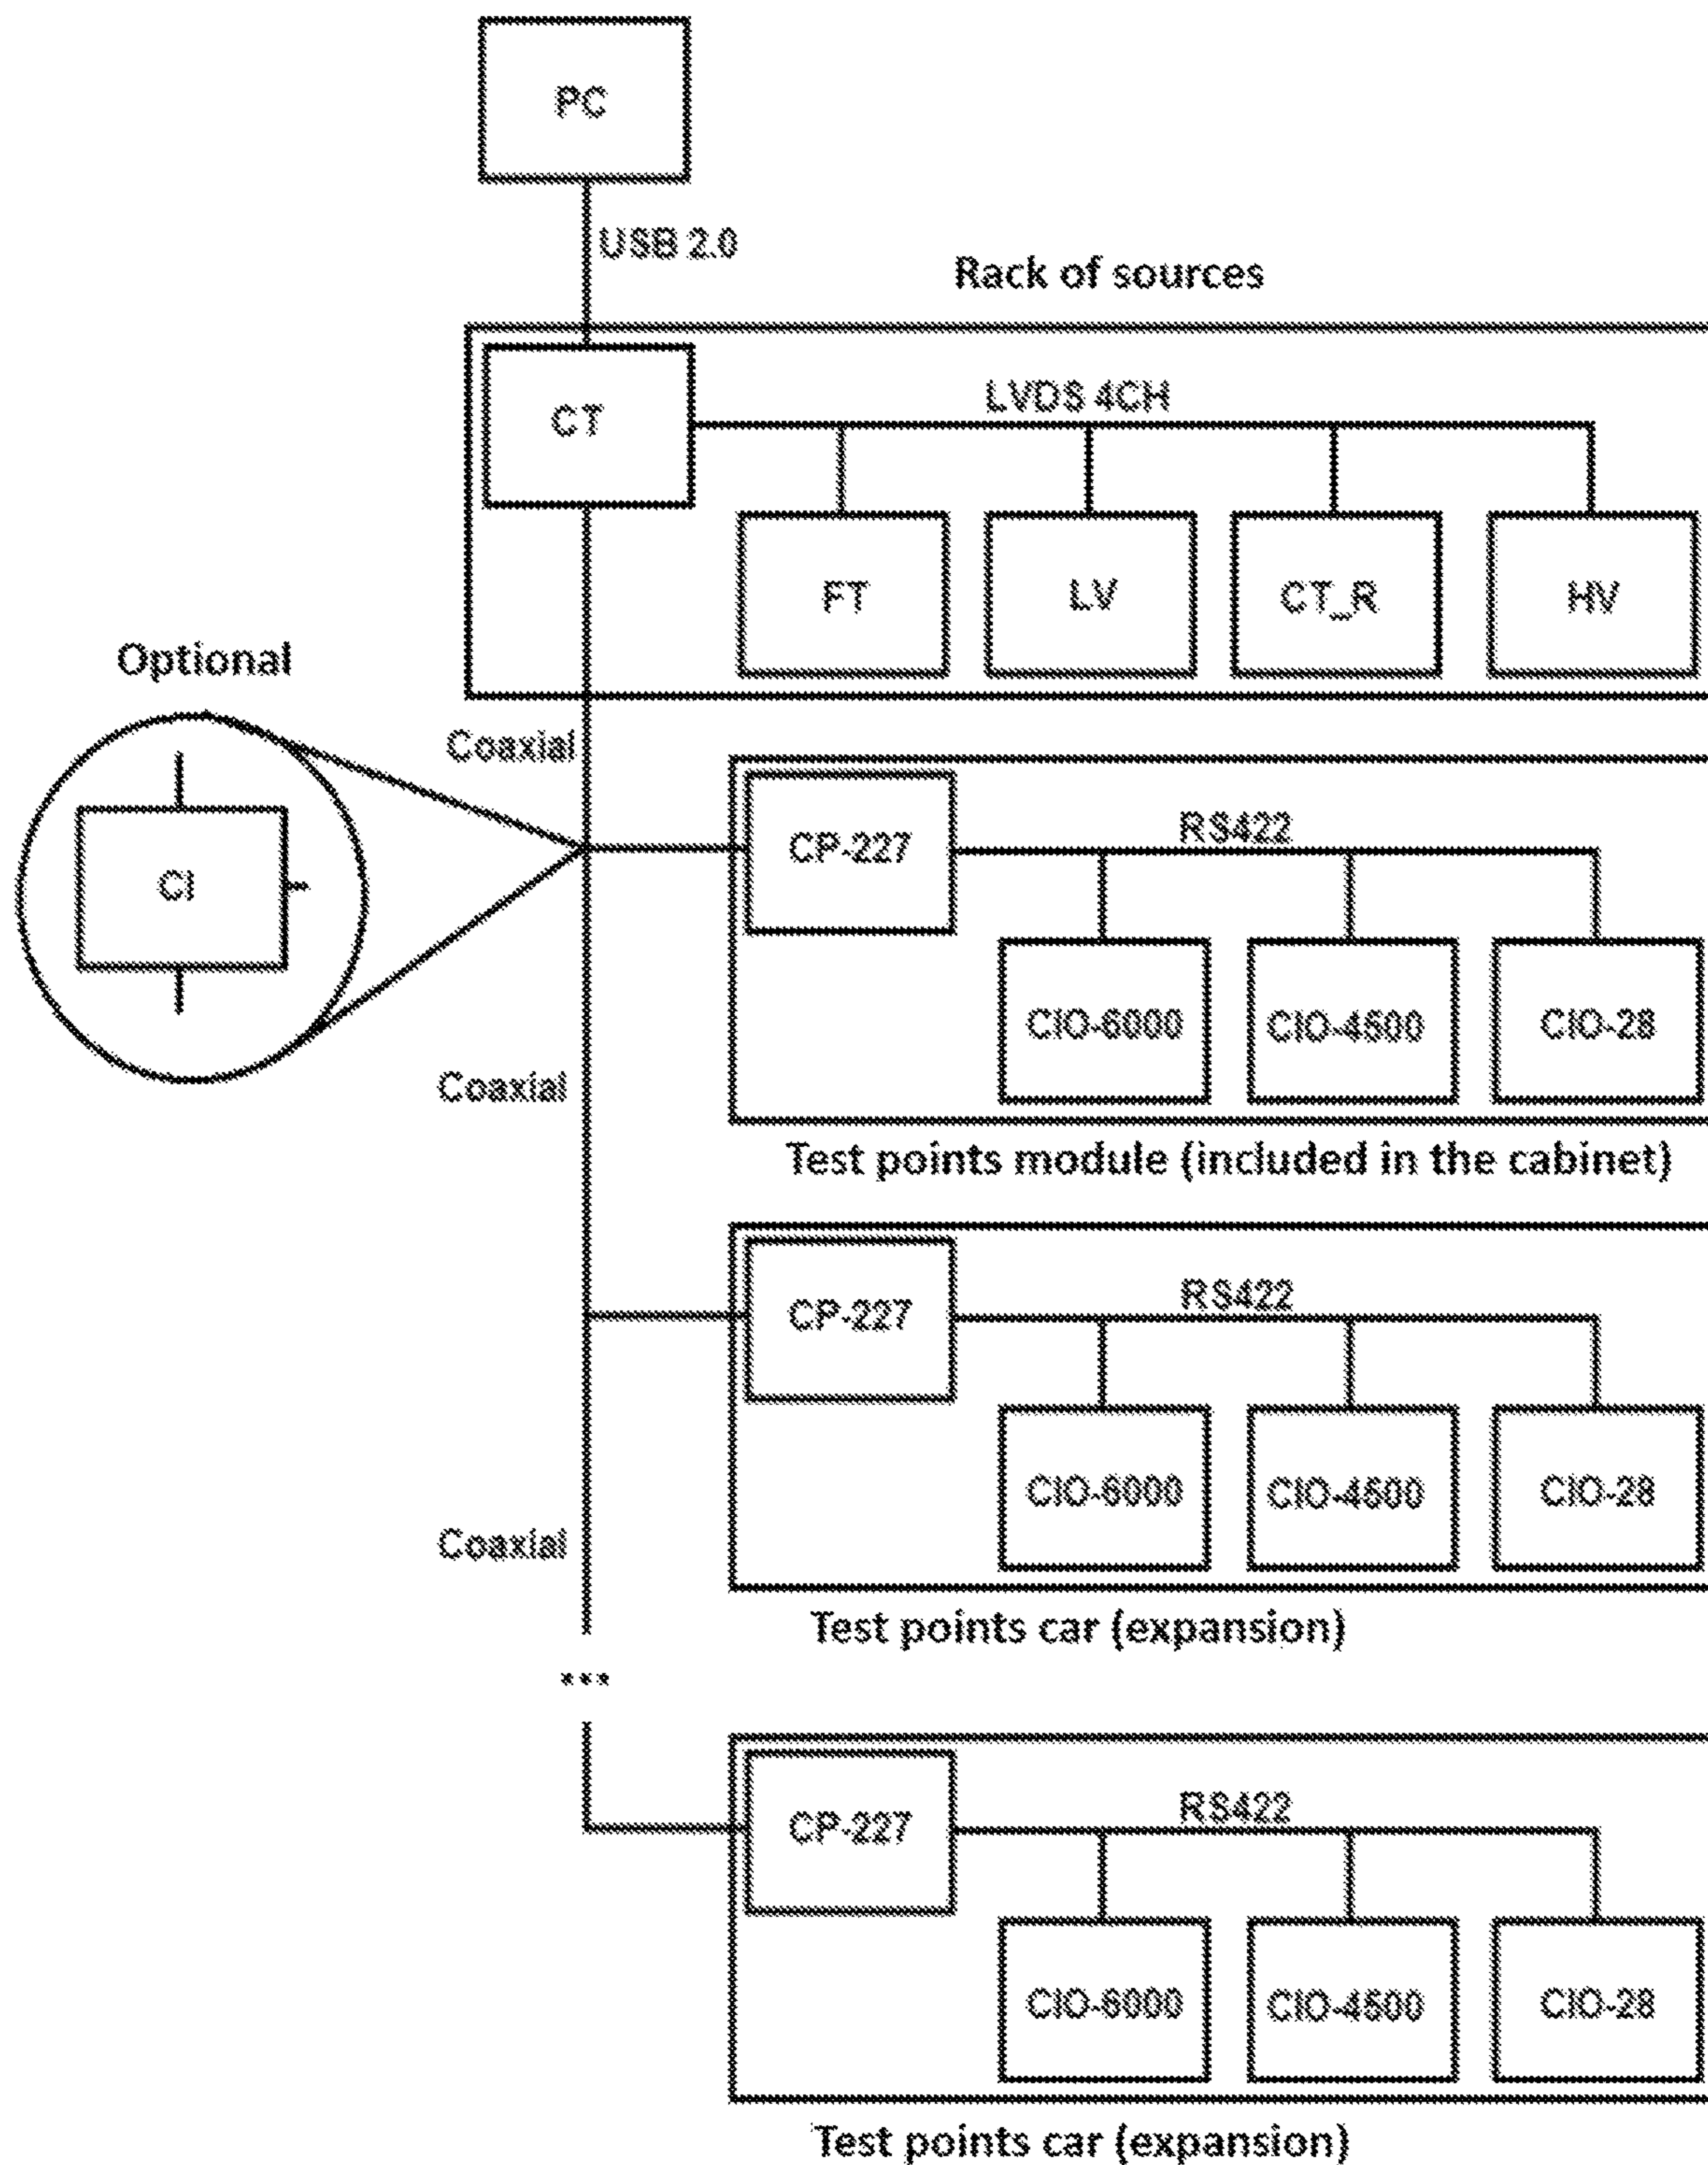 PC
USB 2.0
Rack of sources
CT
LVDS 4CH
FT
LV
CT_R
HV
Optional
Coaxial
CI
CP-227
RS422
CIO-6000
CIO-4500
CIO-28
Coaxial
Test points module (included in the cabinet)
CP-227
RS422
CIO-6000
CIO-4500
CIO-28
Coaxial
Test points car (expansion)
...
CP-227
RS422
CIO-6000
CIO-4500
CIO-28
Test points car (expansion)